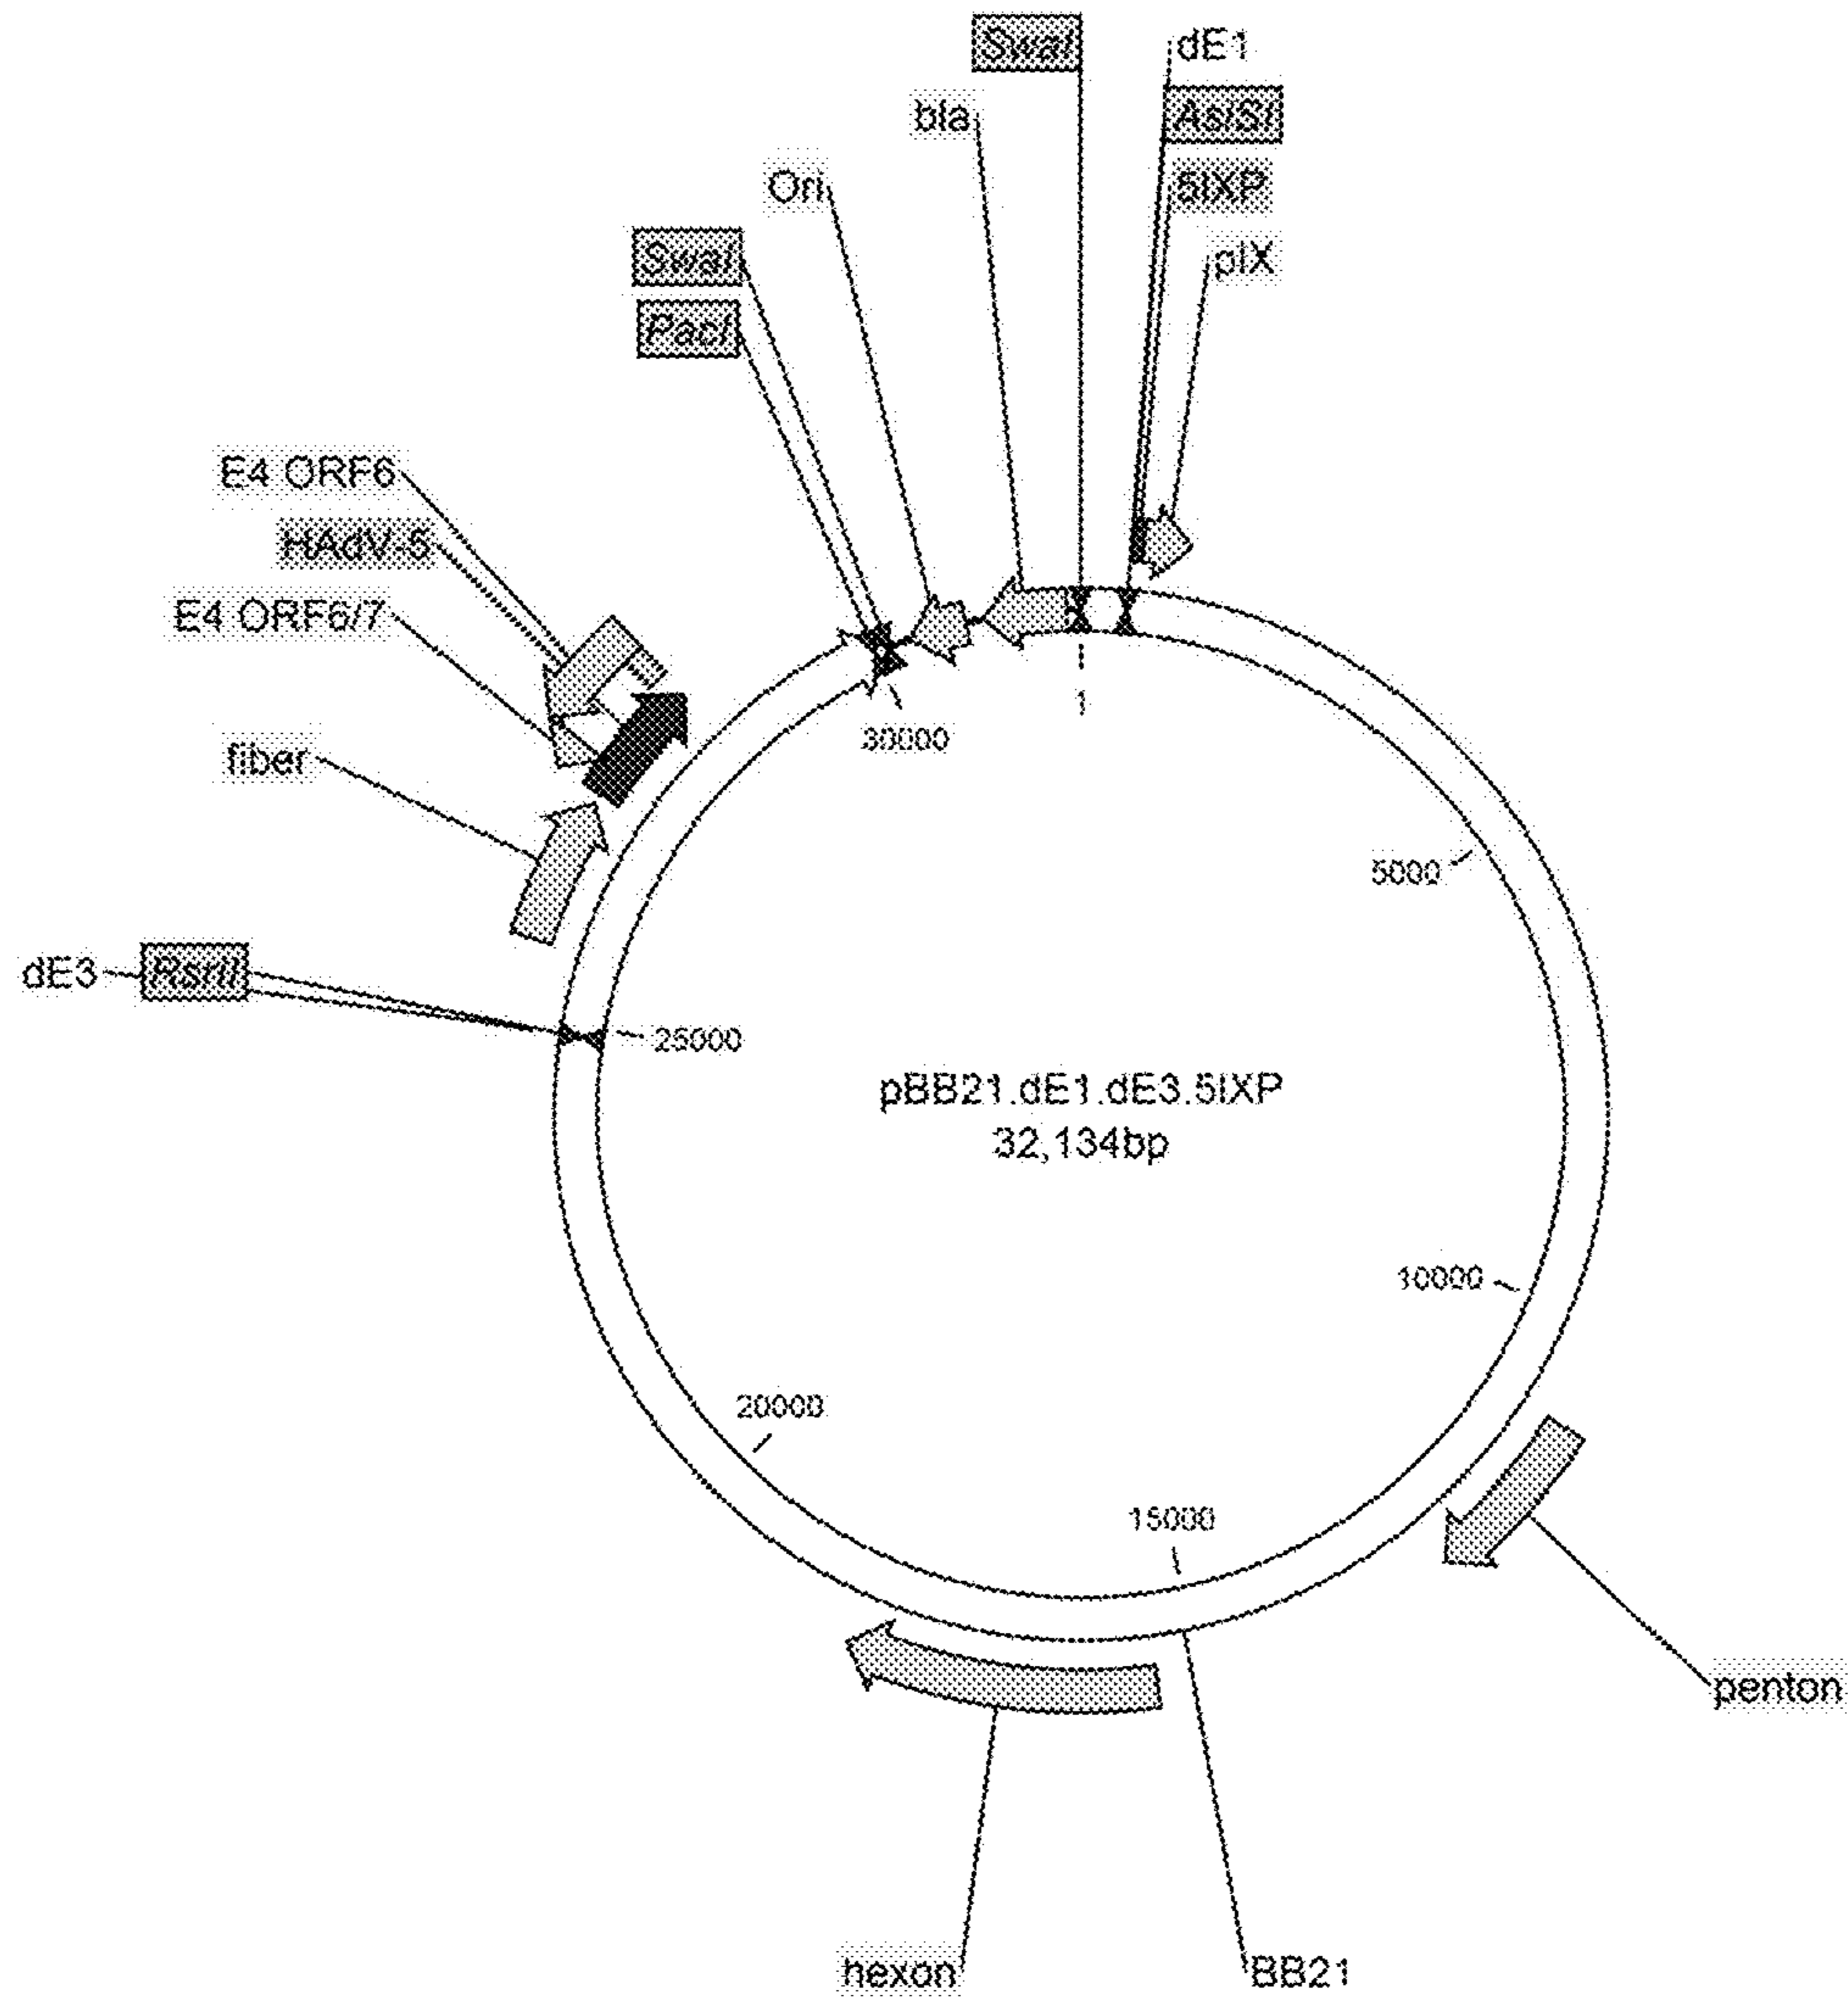 SwaI
dE1
bla
AsiSI
Ori
5IXP
SwaI
pIX
PacI
E4 ORF6
HAdV-5
E4 ORF6/7
fiber
30000
1
5000
dE3
RsrII
25000
pBB21.dE1.dE3.5IXP
32,134bp
10000
20000
15000
penton
hexon
BB21